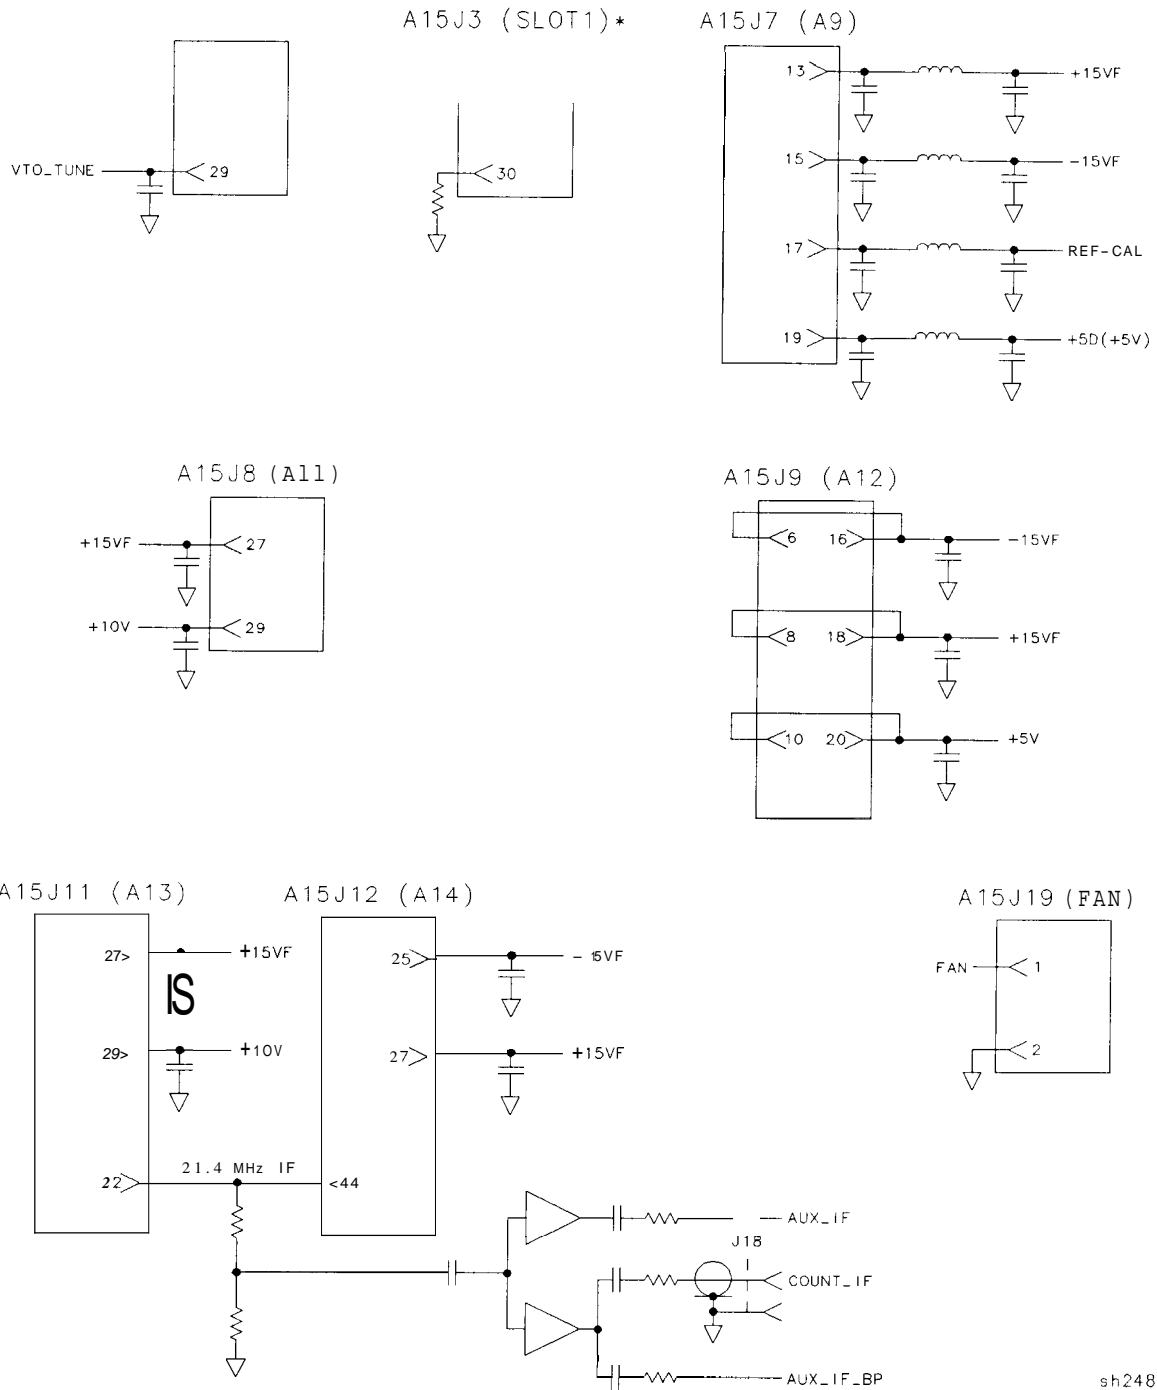 A15J3 (SLOT1)*
A15J7 (A9)
13
+15VF
15
-15VF
VTO_TUNE
29
30
17
REF-CAL
19
+5D(+5V)
A15J8 (All)
A15J9 (A12)
+15VF
27
6
16
-15VF
+10V
29
8
18
+15VF
10
20
+5V
A15J11 (A13)
A15J12 (A14)
A15J19 (FAN)
27>
+15VF
25
- 15VF
FAN
1
IS
29>
+10V
27
+15VF
2
21.4 MHz IF
22
<44
AUX_IF
J18
COUNT_IF
AUX_IF_BP
sh248